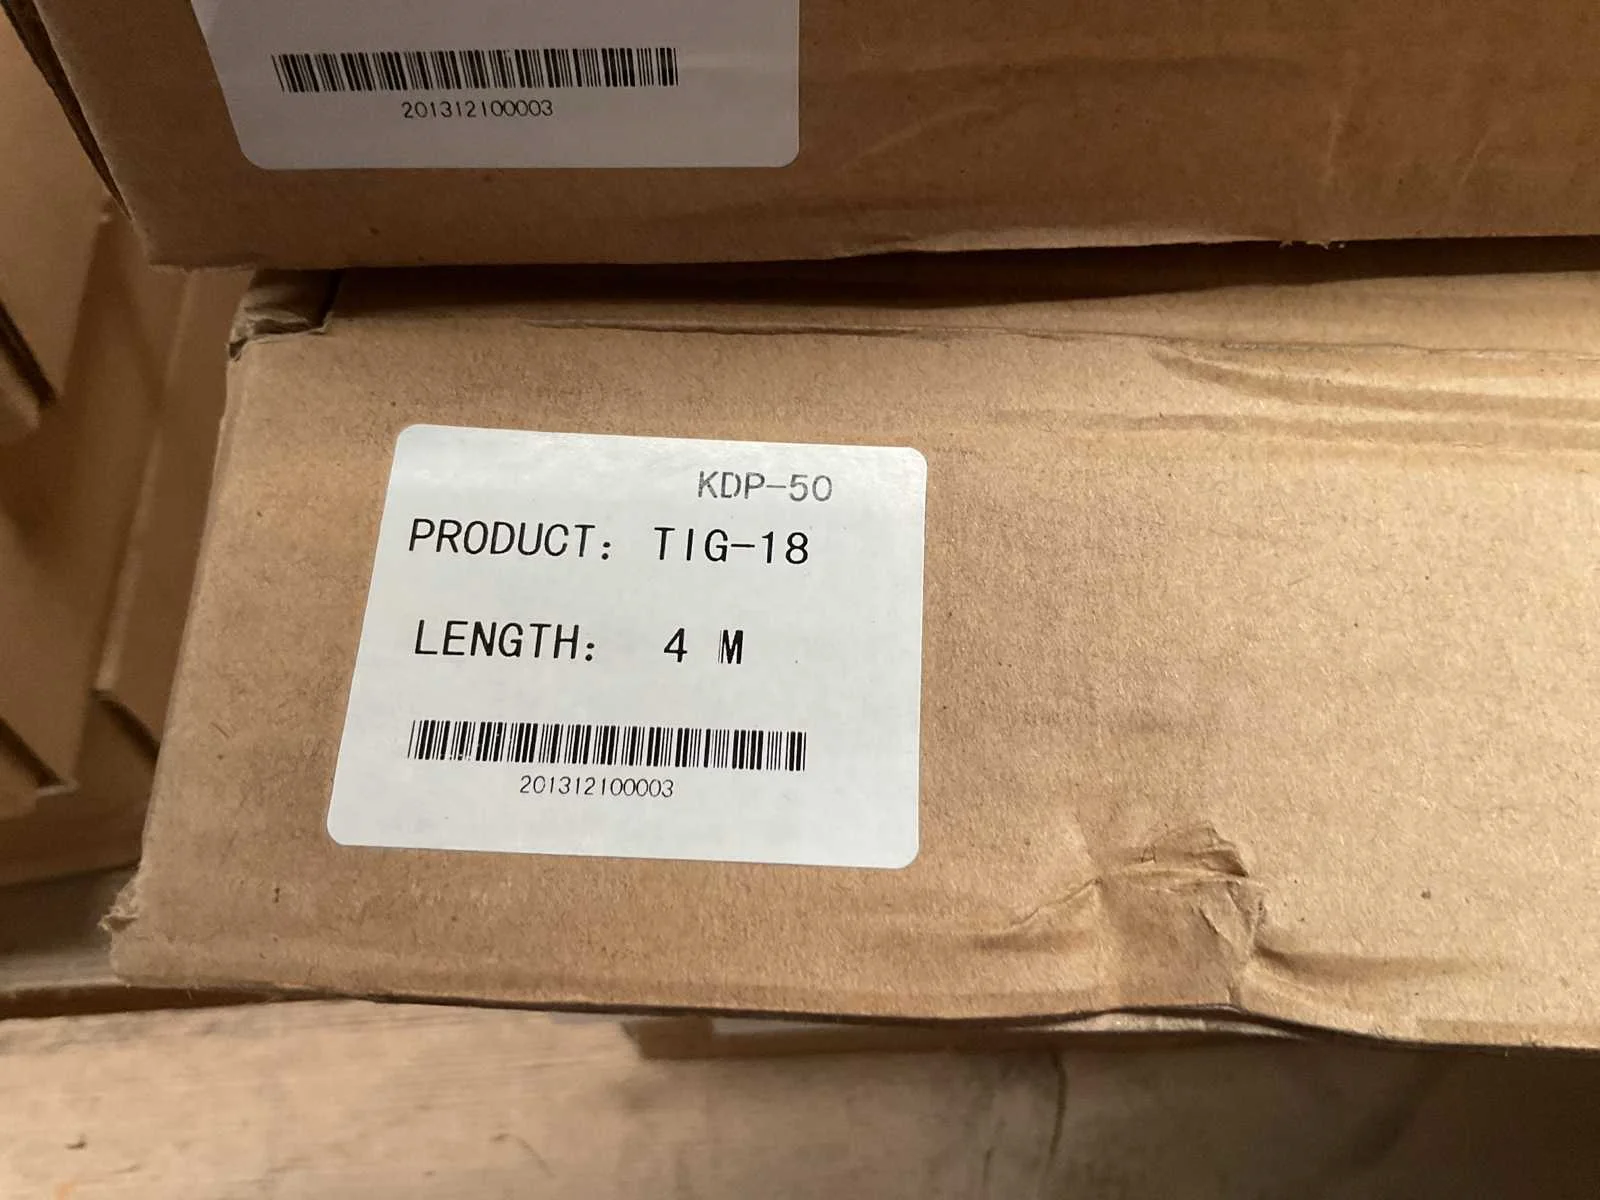 201312100003
KDP-50
PRODUCT: TIG-18
LENGTH: 4 M
201312100003